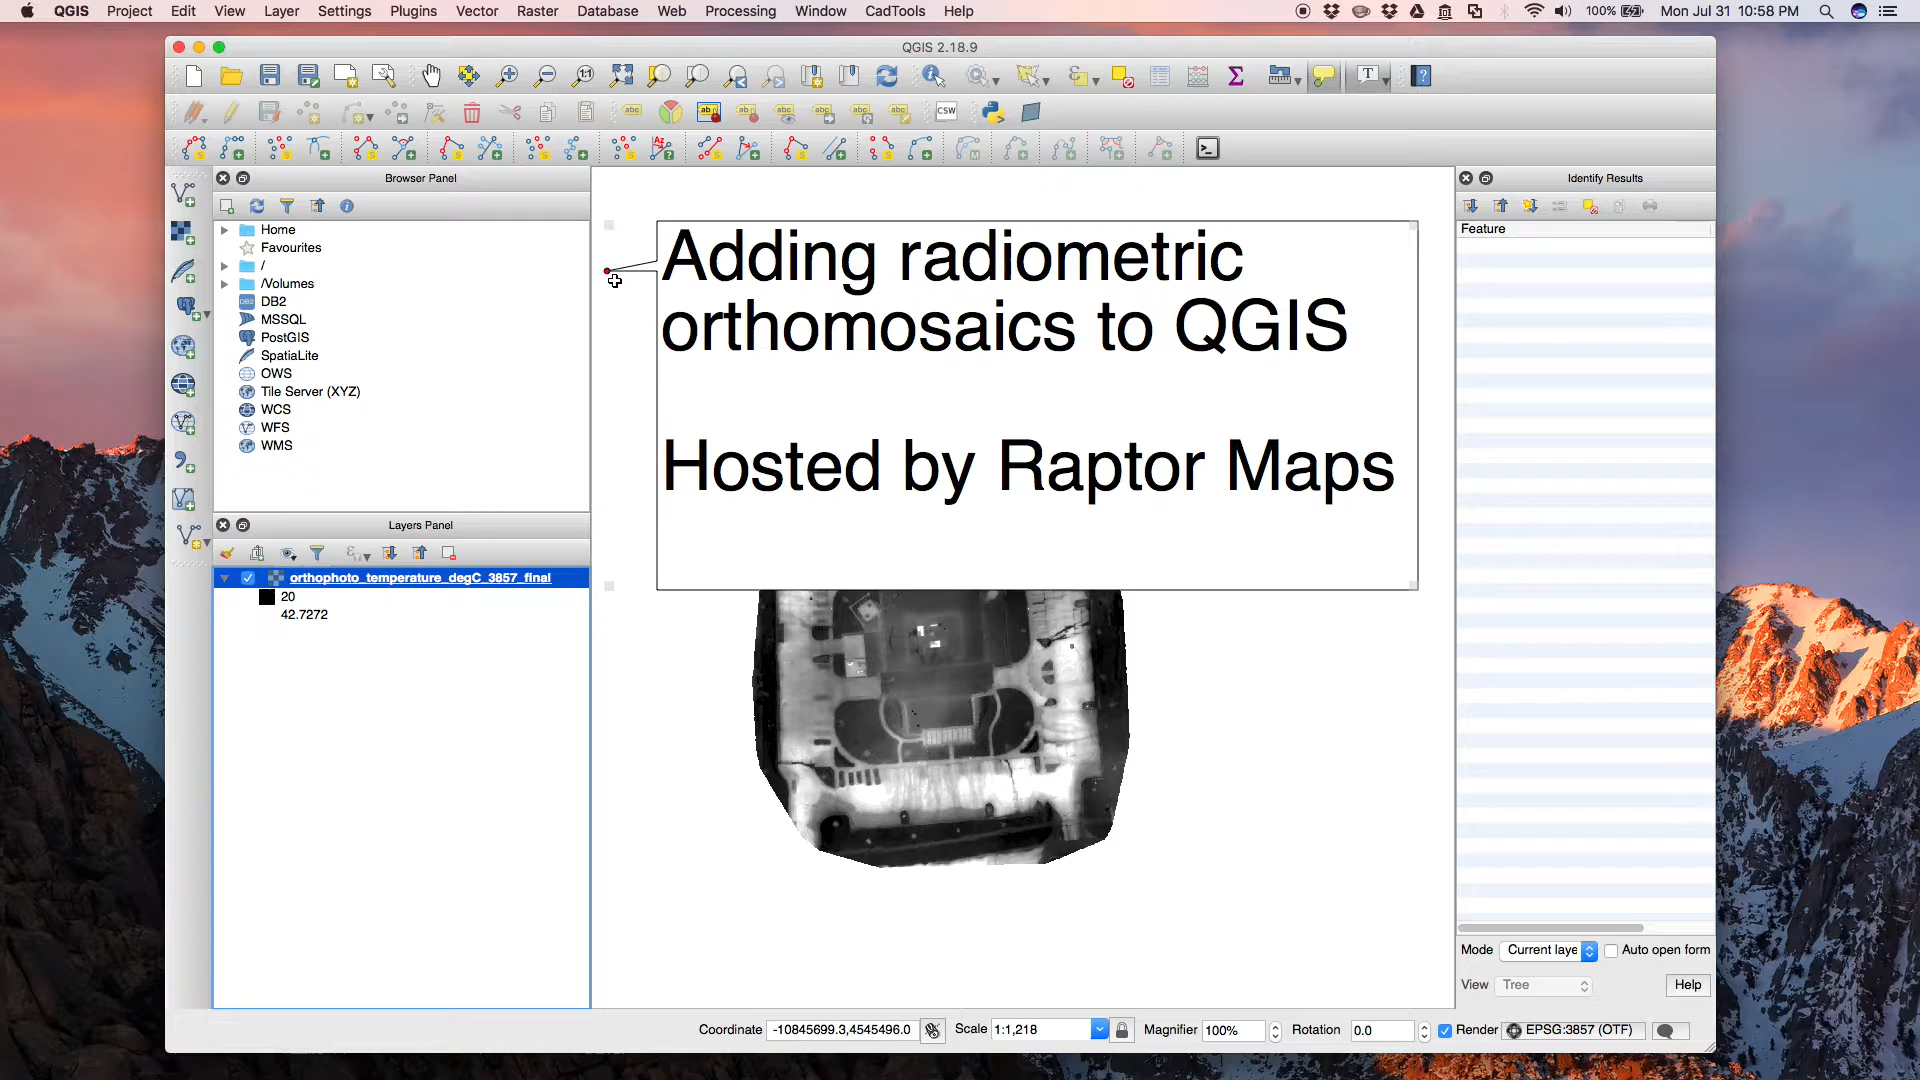 QGIS Project Edit View Layer Settings Plugins Vector Raster Database Web Processing Window CadTools Help 100% Mon Jul 31 10:58 PM
QGIS 2.18.9
Browser Panel
Home
Favourites
/
/Volumes
DB2
MSSQL
PostGIS
SpatiaLite
OWS
Tile Server (XYZ)
WCS
WFS
WMS
Layers Panel
orthophoto_temperature_degC_3857_final
20
42.7272
Adding radiometric
orthomosaics to QGIS
Hosted by Raptor Maps
Identify Results
Feature
Mode Current laye Auto open form
View Tree Help
Coordinate -10845699.3,4545496.0 Scale 1:1,218 Magnifier 100% Rotation 0.0 Render EPSG:3857 (OTF)